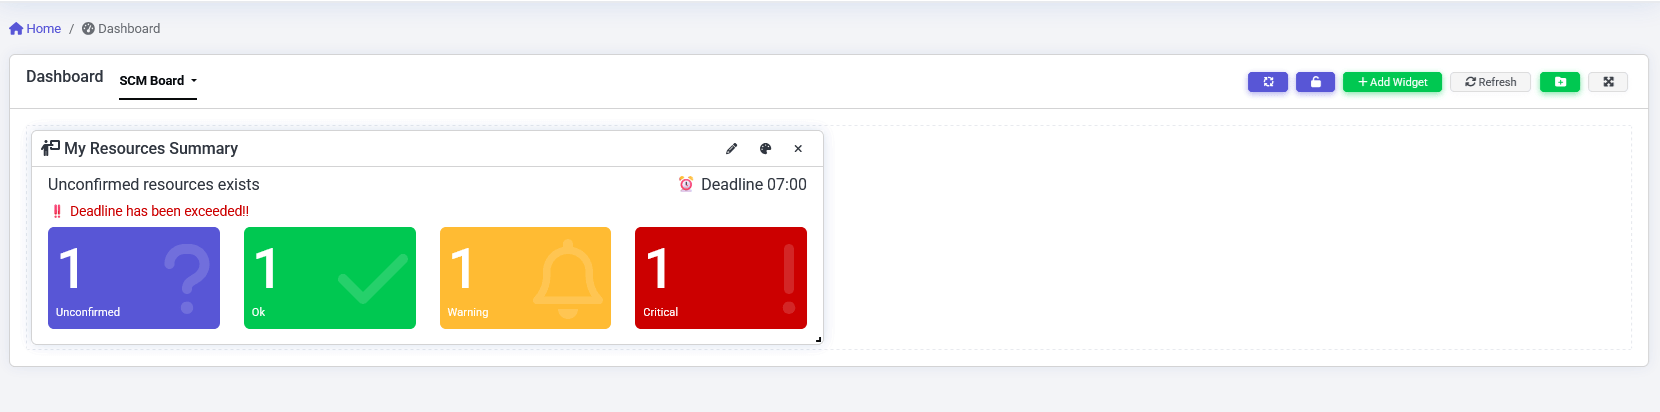 Home / Dashboard
Dashboard SCM Board
+ Add Widget Refresh
My Resources Summary
Unconfirmed resources exists Deadline 07:00
!! Deadline has been exceeded!!
1 ? 1 1 1 !
Unconfirmed Ok Warning Critical